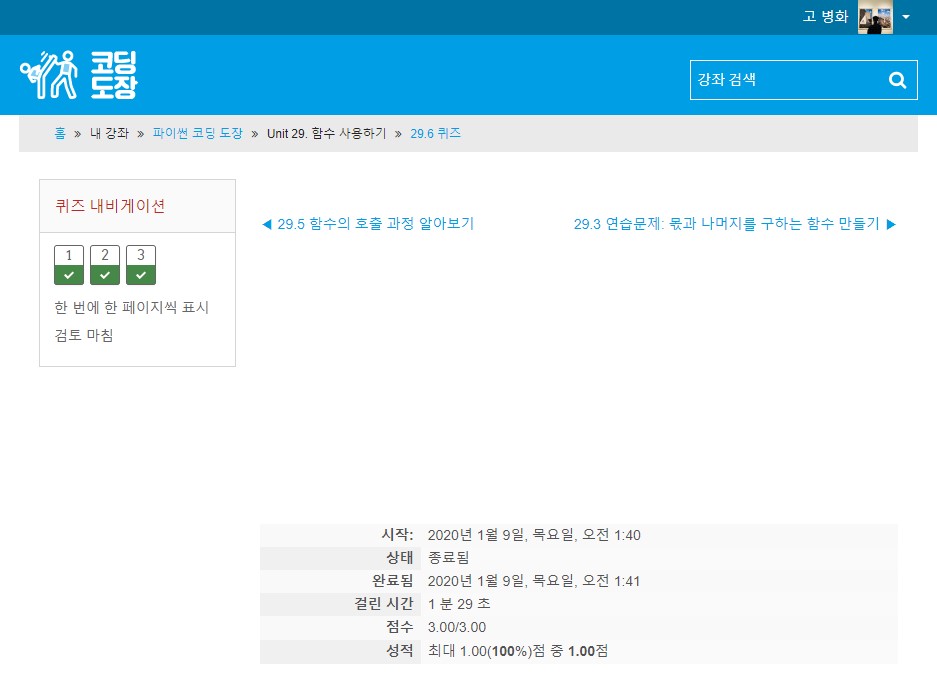 고 병화
코딩
도장
강좌 검색
홈 » 내 강좌 » 파이썬 코딩 도장 » Unit 29. 함수 사용하기 » 29.6 퀴즈
퀴즈 내비게이션
1 2 3
한 번에 한 페이지씩 표시
검토 마침
◀ 29.5 함수의 호출 과정 알아보기
29.3 연습문제: 몫과 나머지를 구하는 함수 만들기 ▶
시작: 2020년 1월 9일, 목요일, 오전 1:40
상태 종료됨
완료됨 2020년 1월 9일, 목요일, 오전 1:41
걸린 시간 1 분 29 초
점수 3.00/3.00
성적 최대 1.00(100%)점 중 1.00점